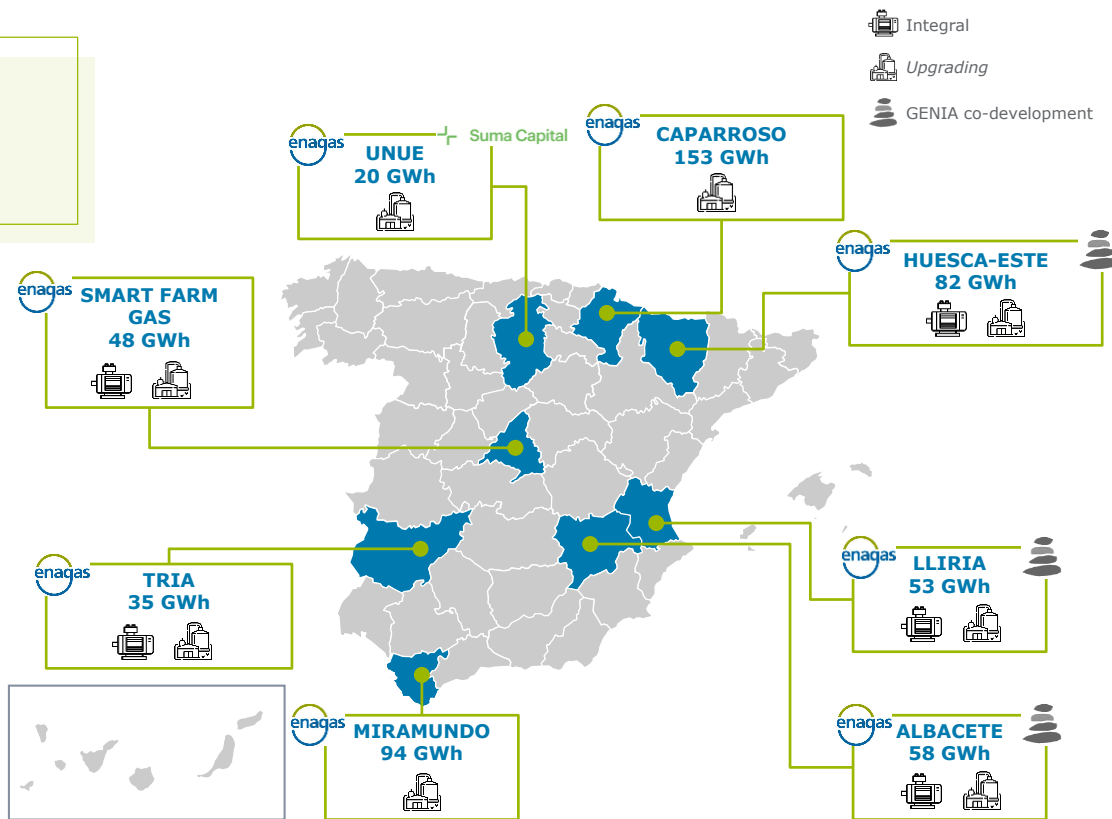 Integral
Upgrading
GENIA co-development
enagas
Suma Capital
UNUE
20 GWh
enagas
CAPARROSO
153 GWh
enagas
HUESCA-ESTE
82 GWh
enagas
SMART FARM
GAS
48 GWh
enagas
TRIA
35 GWh
enagas
LLIRIA
53 GWh
enagas
MIRAMUNDO
94 GWh
enagas
ALBACETE
58 GWh